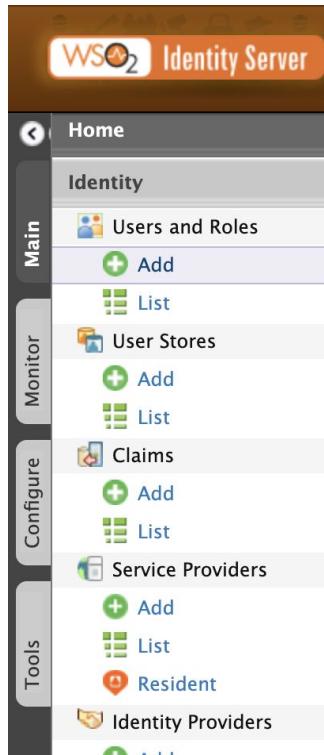 WSO2 Identity Server
Home
Identity
Main
Users and Roles
Add
List
User Stores
Monitor
Add
List
Claims
Configure
Add
List
Service Providers
Add
List
Tools
Resident
Identity Providers
Add